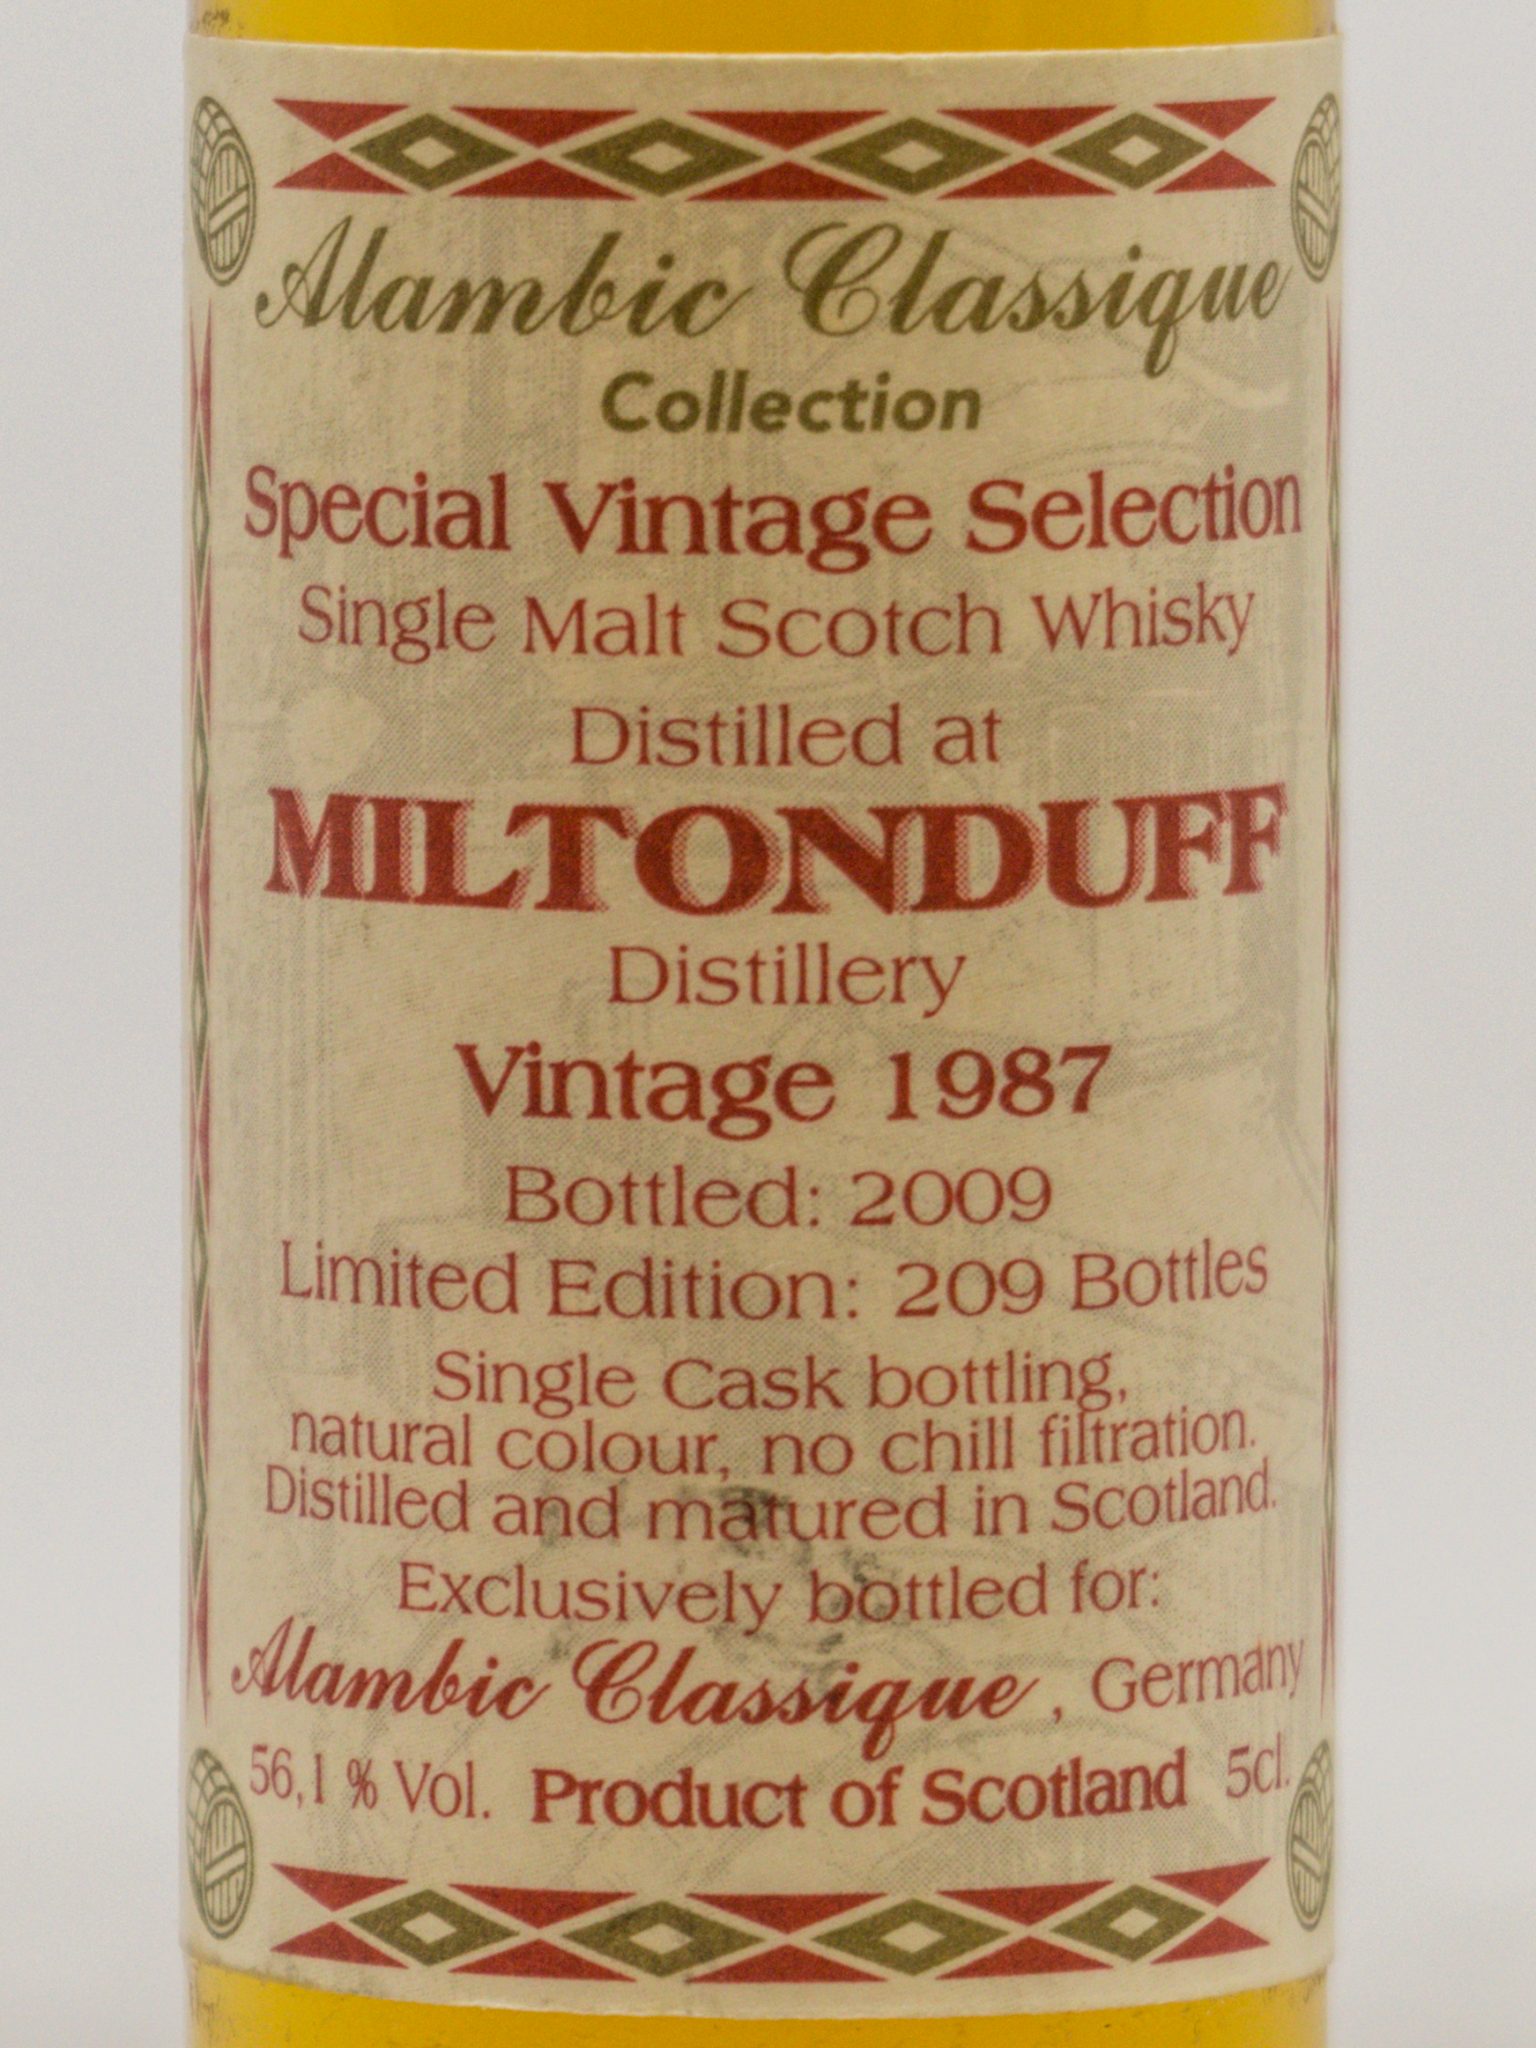 Alambic Classique
Collection
Special Vintage Selection
Single Malt Scotch Whisky
Distilled at
MILTONDUFF
Distillery
Vintage 1987
Bottled: 2009
Limited Edition: 209 Bottles
Single Cask bottling,
natural colour, no chill filtration.
Distilled and matured in Scotland.
Exclusively bottled for:
Alambic Classique , Germany
56,1 % Vol. Product of Scotland 5cl.